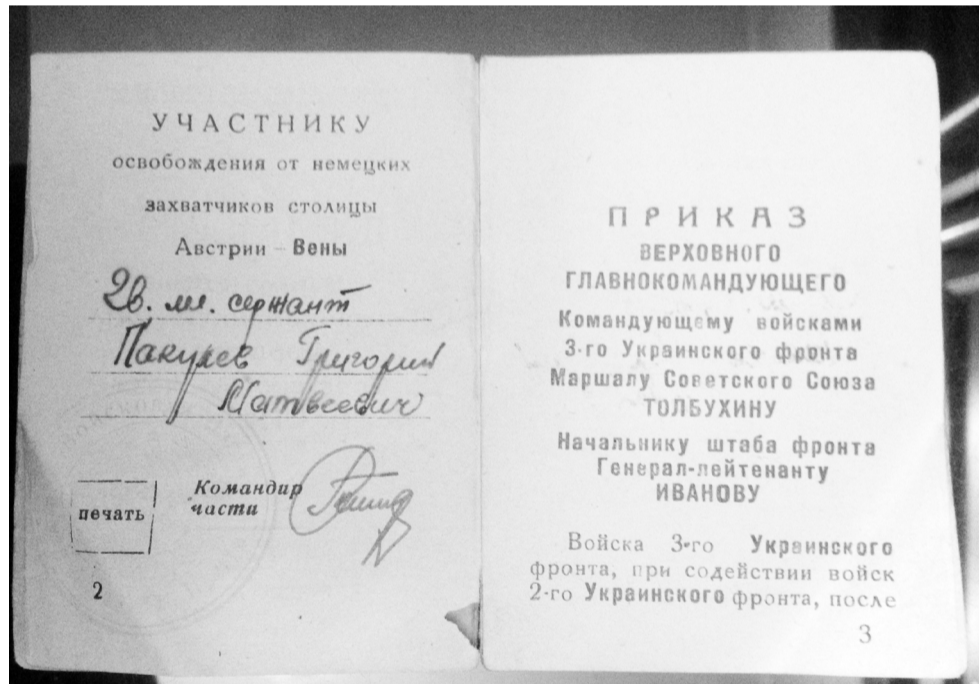 УЧАСТНИКУ
освобождения от немецких
захватчиков столицы
Австрии – Вены
Гв. мл. сержант
Пакулев Григорий
Матвеевич
Командир
части
печать
2
ПРИКАЗ
ВЕРХОВНОГО
ГЛАВНОКОМАНДУЮЩЕГО
Командующему войсками
3-го Украинского фронта
Маршалу Советского Союза
ТОЛБУХИНУ
Начальнику штаба фронта
Генерал-лейтенанту
ИВАНОВУ
Войска 3-го Украинского
фронта, при содействии войск
2-го Украинского фронта, после
3